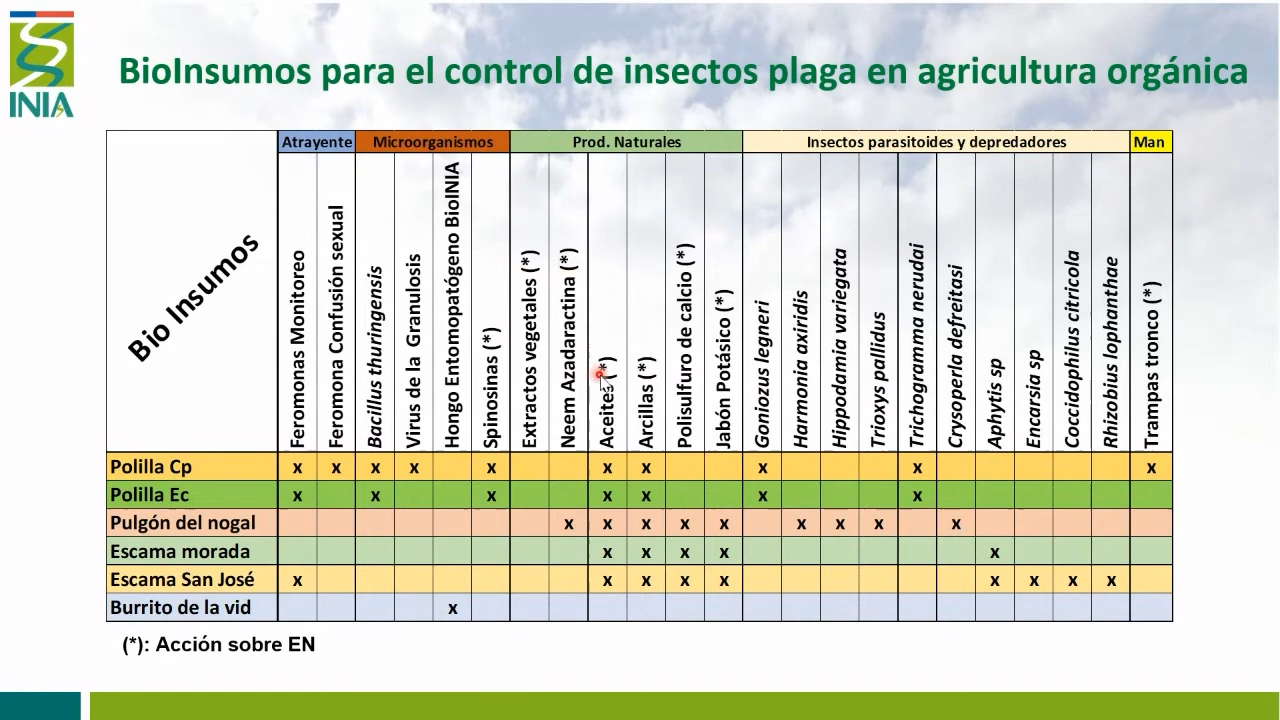 INIA
BioInsumos para el control de insectos plaga en agricultura orgánica
Atrayente Microorganismos Prod. Naturales Insectos parasitoides y depredadores Man
Bio Insumos
Feromonas Monitoreo
Feromona Confusión sexual
Bacillus thuringensis
Virus de la Granulosis
Hongo Entomopatógeno BioINIA
Spinosinas (*)
Extractos vegetales (*)
Neem Azadaractina (*)
Aceites (*)
Arcillas (*)
Polisulfuro de calcio (*)
Jabón Potásico (*)
Goniozus legneri
Harmonia axiridis
Hippodamia variegata
Trioxys pallidus
Trichogramma nerudai
Crysoperla defreitasi
Aphytis sp
Encarsia sp
Coccidophilus citricola
Rhizobius lophanthae
Trampas tronco (*)
Polilla Cp x x x x x x x x x x
Polilla Ec x x x x x x x
Pulgón del nogal x x x x x x x x x
Escama morada x x x x x
Escama San José x x x x x x x x x
Burrito de la vid x
(*): Acción sobre EN